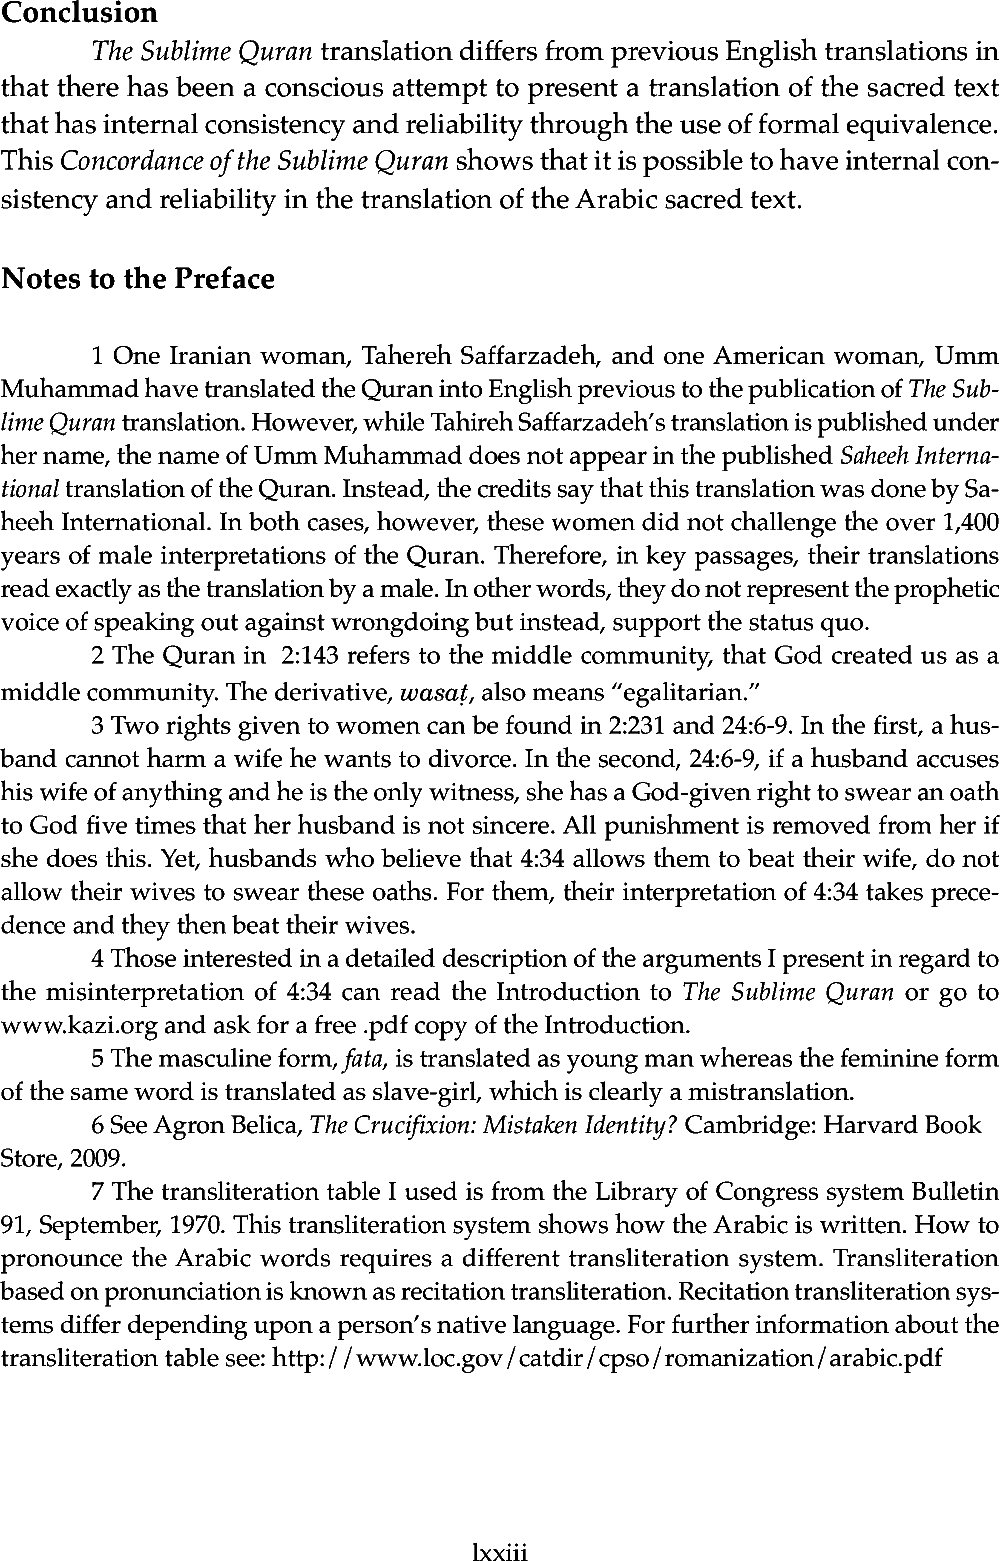 Conclusion
The Sublime Quran translation differs from previous English translations in
that there has been a conscious attempt to present a translation of the sacred text
that has internal consistency and reliability through the use of formal equivalence.
This Concordance of the Sublime Quran shows that it is possible to have internal con-
sistency and reliability in the translation of the Arabic sacred text.
Notes to the Preface
1 One Iranian woman, Tahereh Saffarzadeh, and one American woman, Umm
Muhammad have translated the Quran into English previous to the publication of The Sub-
lime Quran translation. However, while Tahireh Saffarzadeh's translation is published under
her name, the name of Umm Muhammad does not appear in the published Saheeh Interna-
tional translation of the Quran. Instead, the credits say that this translation was done by Sa-
heeh International. In both cases, however, these women did not challenge the over 1,400
years of male interpretations of the Quran. Therefore, in key passages, their translations
read exactly as the translation by a male. In other words, they do not represent the prophetic
voice of speaking out against wrongdoing but instead, support the status quo.
2 The Quran in 2:143 refers to the middle community, that God created us as a
middle community. The derivative, wasaṭ, also means “egalitarian.”
3 Two rights given to women can be found in 2:231 and 24:6-9. In the first, a hus-
band cannot harm a wife he wants to divorce. In the second, 24:6-9, if a husband accuses
his wife of anything and he is the only witness, she has a God-given right to swear an oath
to God five times that her husband is not sincere. All punishment is removed from her if
she does this. Yet, husbands who believe that 4:34 allows them to beat their wife, do not
allow their wives to swear these oaths. For them, their interpretation of 4:34 takes prece-
dence and they then beat their wives.
4 Those interested in a detailed description of the arguments I present in regard to
the misinterpretation of 4:34 can read the Introduction to The Sublime Quran or go to
www.kazi.org and ask for a free .pdf copy of the Introduction.
5 The masculine form, fata, is translated as young man whereas the feminine form
of the same word is translated as slave-girl, which is clearly a mistranslation.
6 See Agron Belica, The Crucifixion: Mistaken Identity? Cambridge: Harvard Book
Store, 2009.
7 The transliteration table I used is from the Library of Congress system Bulletin
91, September, 1970. This transliteration system shows how the Arabic is written. How to
pronounce the Arabic words requires a different transliteration system. Transliteration
based on pronunciation is known as recitation transliteration. Recitation transliteration sys-
tems differ depending upon a person's native language. For further information about the
transliteration table see: http://www.loc.gov/catdir/cpso/romanization/arabic.pdf
lxxiii